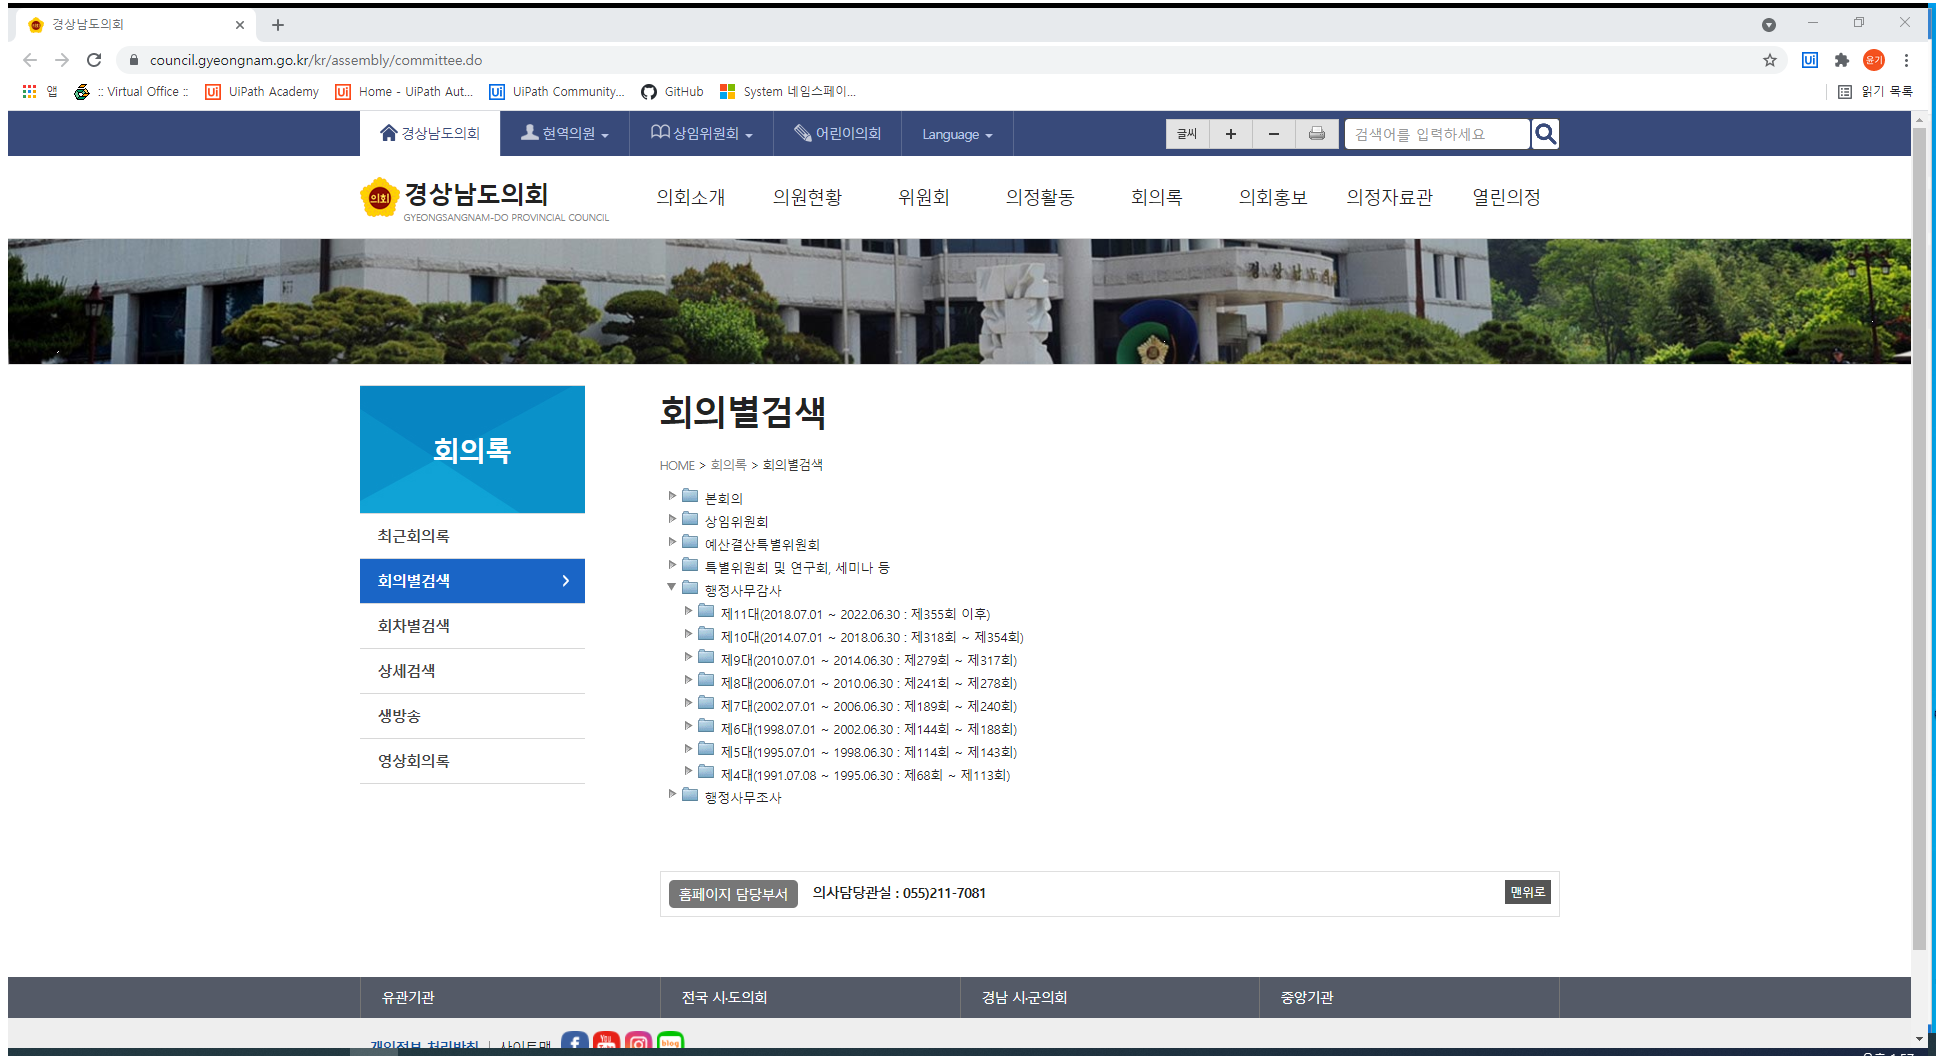 경상남도의회
council.gyeongnam.go.kr/kr/assembly/committee.do
윤기
앱 :: Virtual Office :: UiPath Academy Home - UiPath Aut... UiPath Community... GitHub System 네임스페이... 읽기 목록
경상남도의회 현역의원 상임위원회 어린이의회 Language 글씨 + - 검색어를 입력하세요
의회 경상남도의회
GYEONGSANGNAM-DO PROVINCIAL COUNCIL
의회소개 의원현황 위원회 의정활동 회의록 의회홍보 의정자료관 열린의정
회의록
최근회의록
회의별검색
회차별검색
상세검색
생방송
영상회의록
회의별검색
HOME > 회의록 > 회의별검색
본회의
상임위원회
예산결산특별위원회
특별위원회 및 연구회, 세미나 등
행정사무감사
제11대(2018.07.01 ~ 2022.06.30 : 제355회 이후)
제10대(2014.07.01 ~ 2018.06.30 : 제318회 ~ 제354회)
제9대(2010.07.01 ~ 2014.06.30 : 제279회 ~ 제317회)
제8대(2006.07.01 ~ 2010.06.30 : 제241회 ~ 제278회)
제7대(2002.07.01 ~ 2006.06.30 : 제189회 ~ 제240회)
제6대(1998.07.01 ~ 2002.06.30 : 제144회 ~ 제188회)
제5대(1995.07.01 ~ 1998.06.30 : 제114회 ~ 제143회)
제4대(1991.07.08 ~ 1995.06.30 : 제68회 ~ 제113회)
행정사무조사
홈페이지 담당부서 의사담당관실 : 055)211-7081 맨위로
유관기관 전국 시·도의회 경남 시·군의회 중앙기관
개인정보 처리방침 | 사이트맵 blog